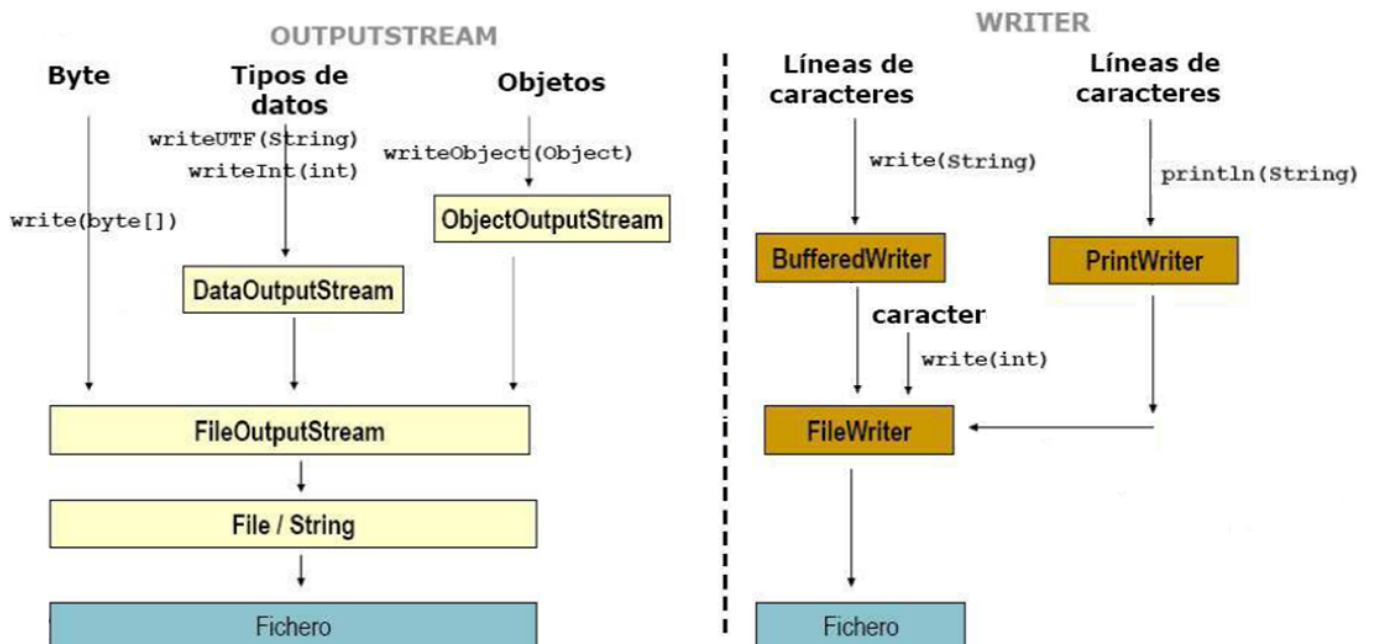 OUTPUTSTREAM
Byte
Tipos de
datos
Objetos
writeUTF(String)
writeInt(int)
writeObject(Object)
write(byte[])
ObjectOutputStream
DataOutputStream
FileOutputStream
File / String
Fichero
WRITER
Líneas de
caracteres
Líneas de
caracteres
write(String)
println(String)
BufferedWriter
PrintWriter
caracter
write(int)
FileWriter
Fichero